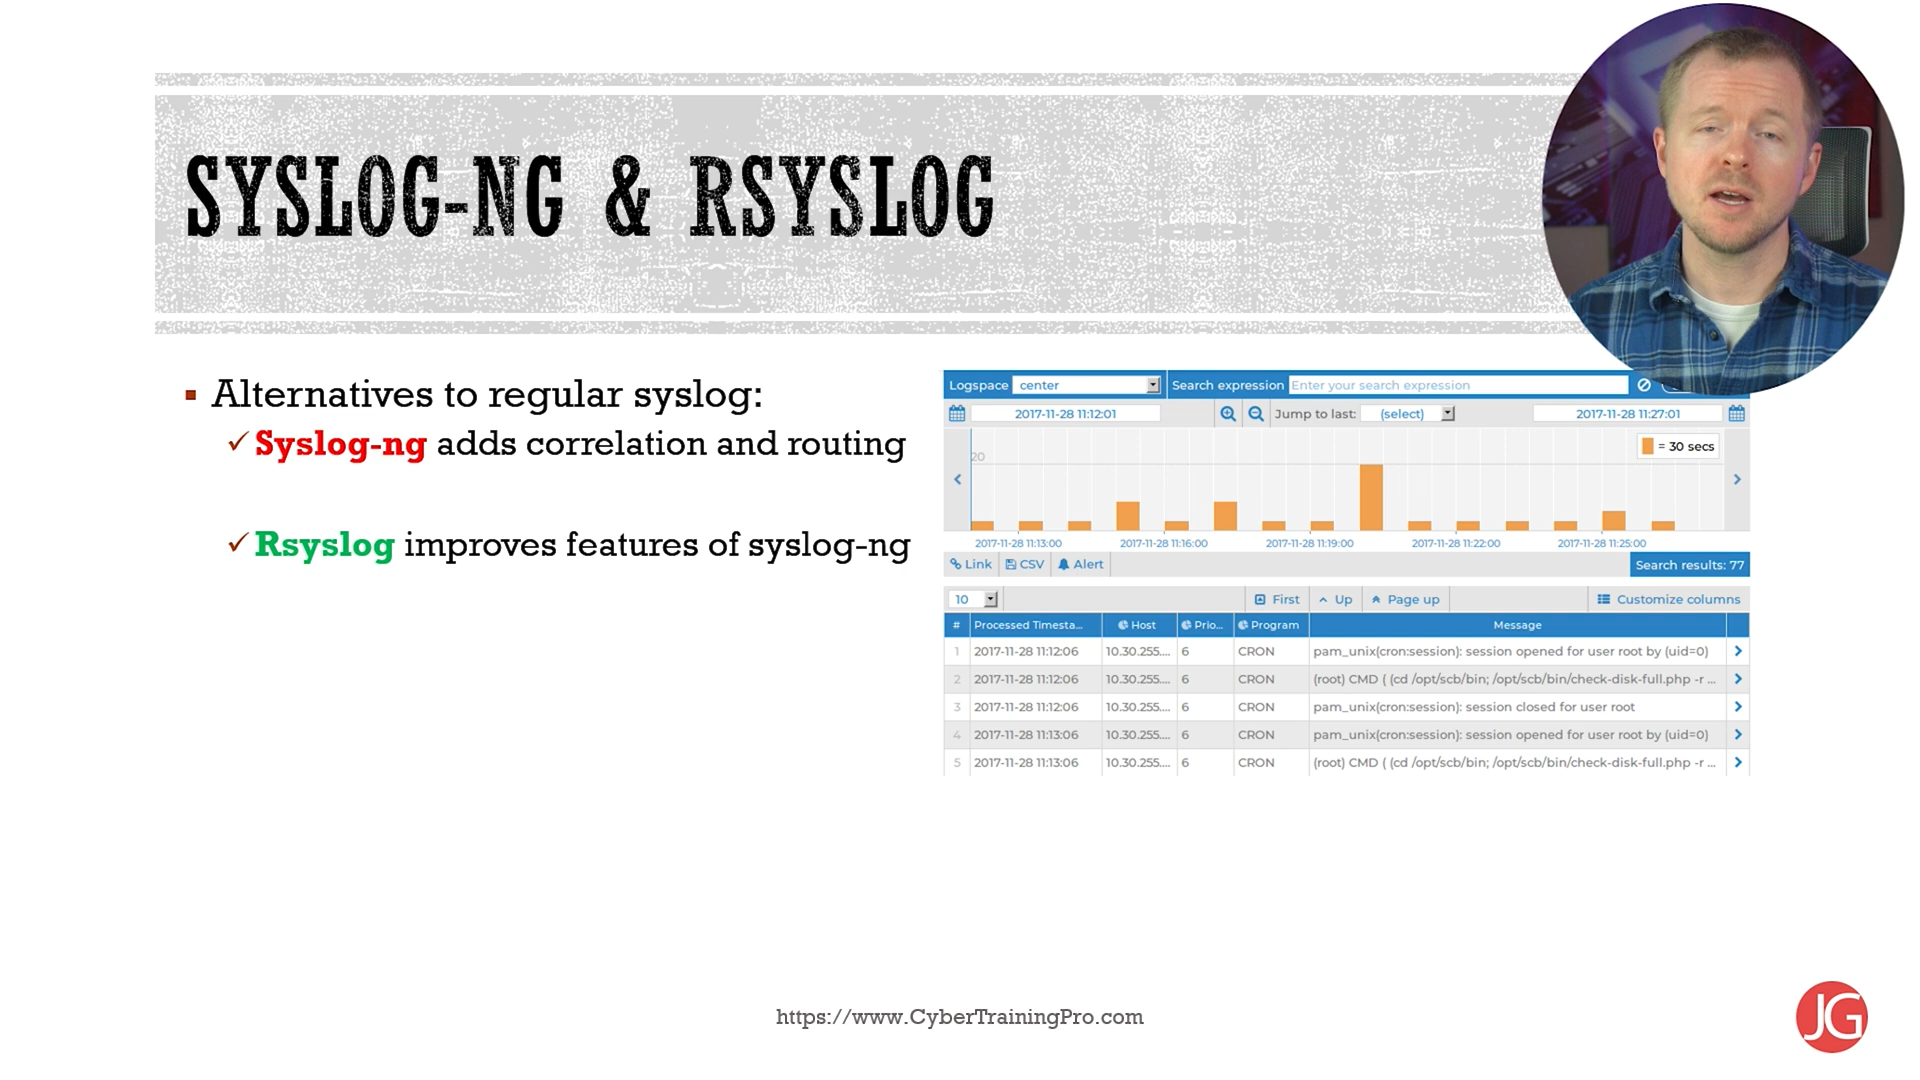 SYSLOG-NG & RSYSLOG
Alternatives to regular syslog:
Syslog-ng adds correlation and routing
Rsyslog improves features of syslog-ng
Logspace center Search expression Enter your search expression
2017-11-28 11:12:01 Jump to last: (select) 2017-11-28 11:27:01
= 30 secs
20
2017-11-28 11:13:00 2017-11-28 11:16:00 2017-11-28 11:19:00 2017-11-28 11:22:00 2017-11-28 11:25:00
Link CSV Alert Search results: 77
10 First Up Page up Customize columns
# Processed Timesta... Host Prio... Program Message
1 2017-11-28 11:12:06 10.30.255.... 6 CRON pam_unix(cron:session): session opened for user root by (uid=0)
2 2017-11-28 11:12:06 10.30.255.... 6 CRON (root) CMD ( (cd /opt/scb/bin; /opt/scb/bin/check-disk-full.php -r ...
3 2017-11-28 11:12:06 10.30.255.... 6 CRON pam_unix(cron:session): session closed for user root
4 2017-11-28 11:13:06 10.30.255.... 6 CRON pam_unix(cron:session): session opened for user root by (uid=0)
5 2017-11-28 11:13:06 10.30.255.... 6 CRON (root) CMD ( (cd /opt/scb/bin; /opt/scb/bin/check-disk-full.php -r ...
https://www.CyberTrainingPro.com
JG